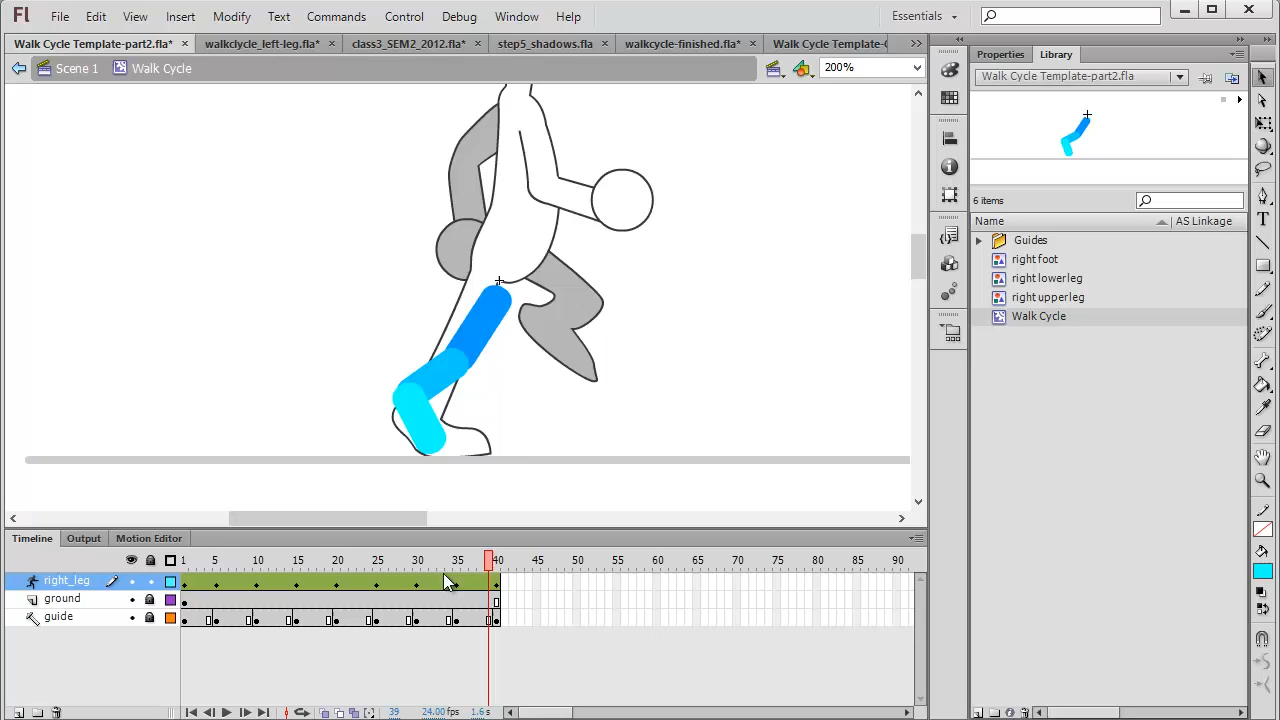 Fl File Edit View Insert Modify Text Commands Control Debug Window Help Essentials
Walk Cycle Template-part2.fla* × walkclycle_left-leg.fla* × class3_SEM2_2012.fla* × step5_shadows.fla × walkcycle-finished.fla* × Walk Cycle Template-
Scene 1 Walk Cycle 200%
Properties Library
Walk Cycle Template-part2.fla
6 items
Name AS Linkage
Guides
right foot
right lowerleg
right upperleg
Walk Cycle
Timeline Output Motion Editor
1 5 10 15 20 25 30 35 40 45 50 55 60 65 70 75 80 85 90
right_leg
ground
guide
39 24.00 fps 1.6 s